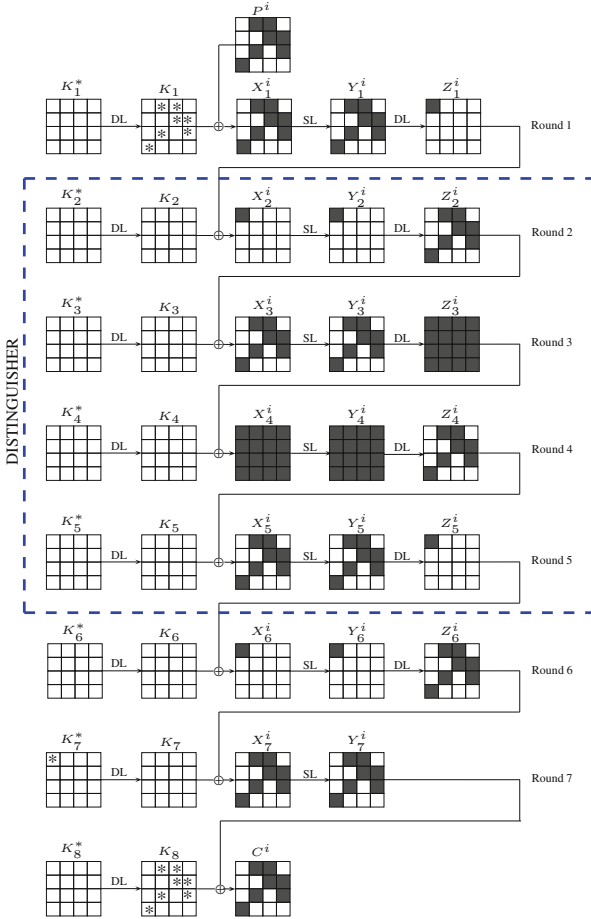 P^i
K_1^* K_1 X_1^i Y_1^i Z_1^i
* *
* *
* *
*
DL SL DL Round 1
K_2^* K_2 X_2^i Y_2^i Z_2^i
DL SL DL Round 2
K_3^* K_3 X_3^i Y_3^i Z_3^i
DL SL DL Round 3
DISTINGUISHER
K_4^* K_4 X_4^i Y_4^i Z_4^i
DL SL DL Round 4
K_5^* K_5 X_5^i Y_5^i Z_5^i
DL SL DL Round 5
K_6^* K_6 X_6^i Y_6^i Z_6^i
DL SL DL Round 6
K_7^* K_7 X_7^i Y_7^i
*
DL SL Round 7
K_8^* K_8 C^i
* *
* *
* *
*
DL